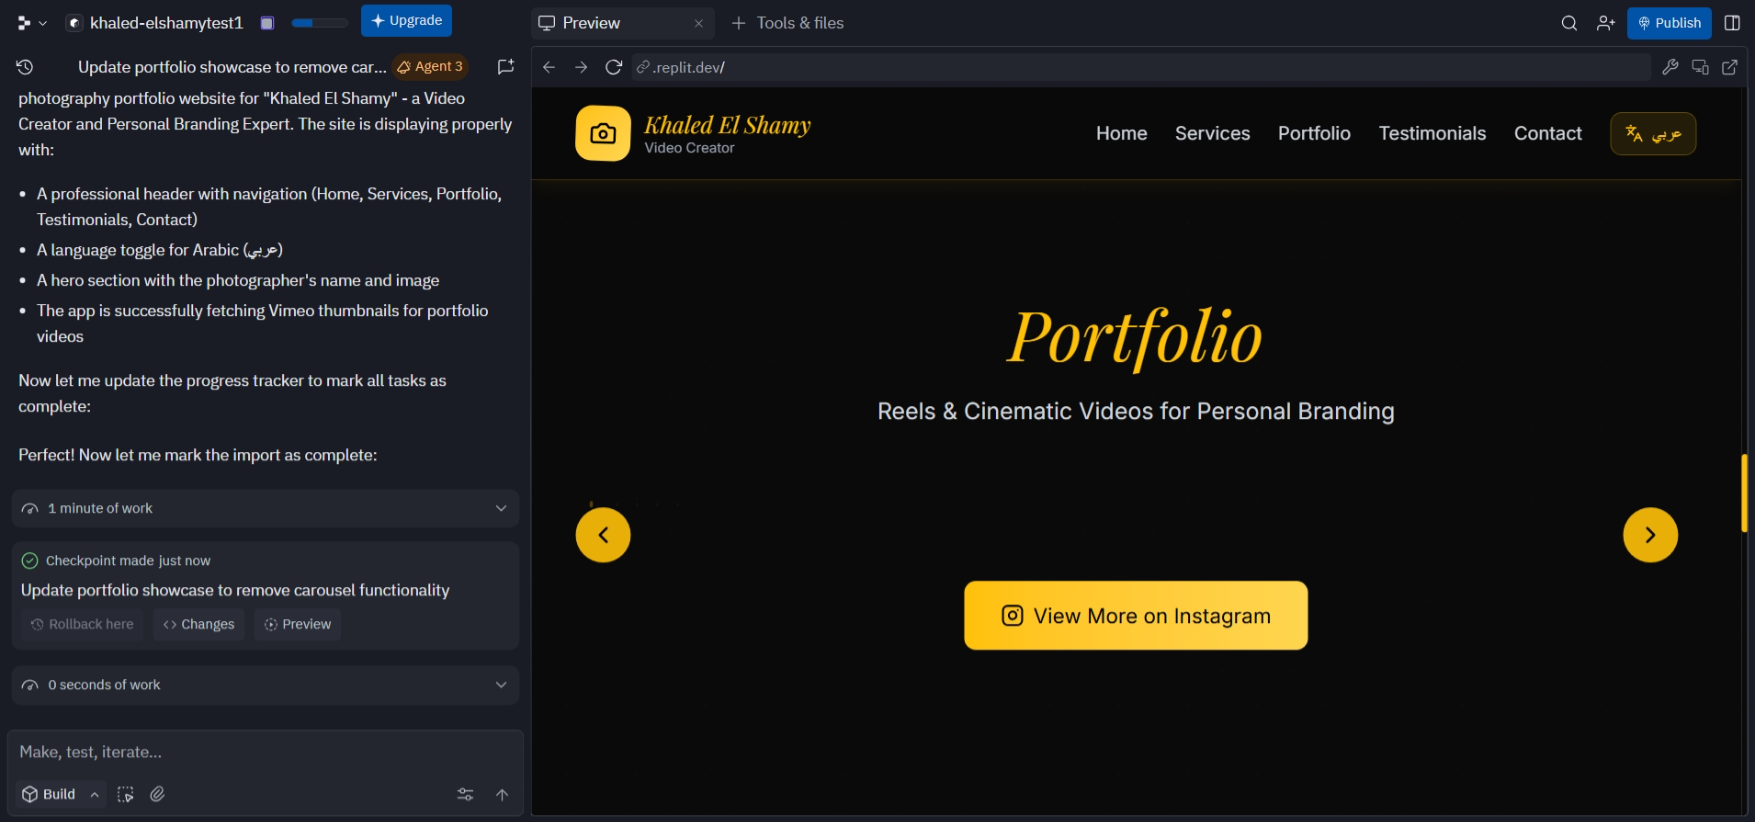 khaled-elshamytest1
Upgrade
Preview
Tools & files
Publish
Update portfolio showcase to remove car...
Agent 3
.replit.dev/
photography portfolio website for "Khaled El Shamy" - a Video
Creator and Personal Branding Expert. The site is displaying properly
with:
• A professional header with navigation (Home, Services, Portfolio,
Testimonials, Contact)
• A language toggle for Arabic (عربي)
• A hero section with the photographer's name and image
• The app is successfully fetching Vimeo thumbnails for portfolio
videos
Now let me update the progress tracker to mark all tasks as
complete:
Perfect! Now let me mark the import as complete:
1 minute of work
Checkpoint made just now
Update portfolio showcase to remove carousel functionality
Rollback here
Changes
Preview
0 seconds of work
Make, test, iterate...
Build
Khaled El Shamy
Video Creator
Home
Services
Portfolio
Testimonials
Contact
عربي
Portfolio
Reels & Cinematic Videos for Personal Branding
View More on Instagram